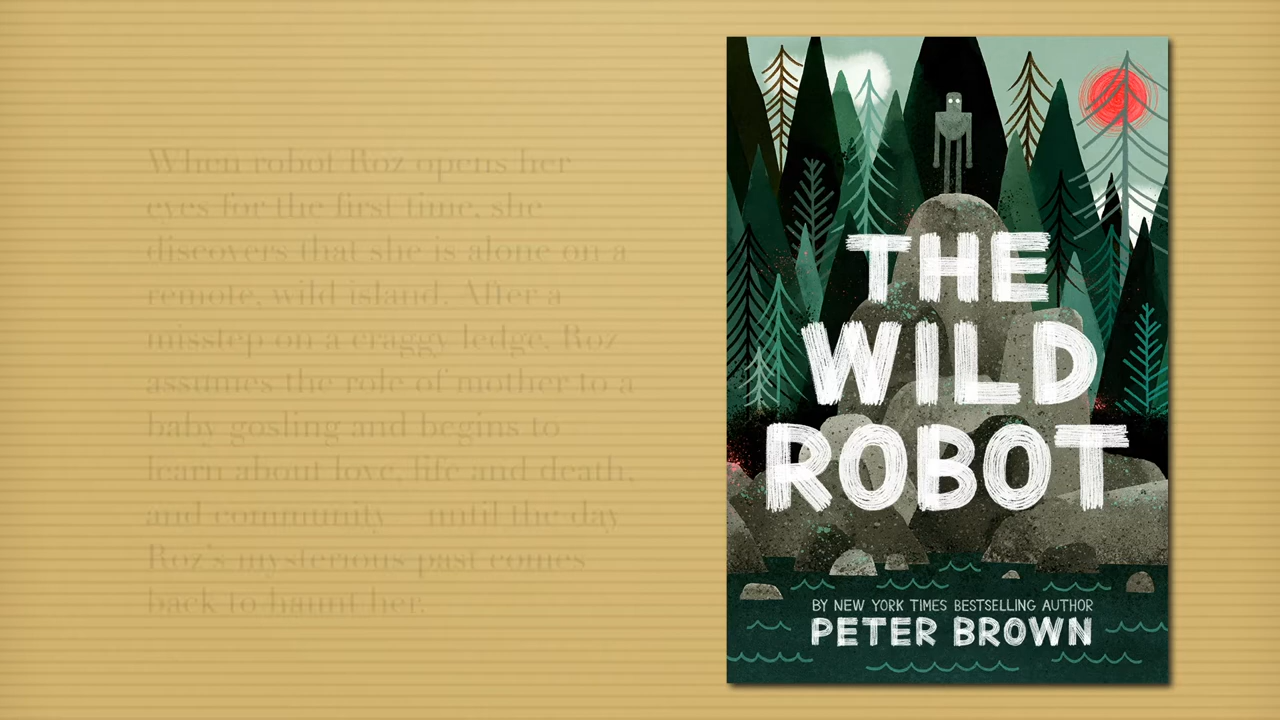 When robot Roz opens her
eyes for the first time, she
discovers that she is alone on a
remote, wild island. After a
misstep on a craggy ledge, Roz
assumes the role of mother to a
baby gosling and begins to
learn about love, life and death,
and community—until the day
Roz's mysterious past comes
back to haunt her.
THE
WILD
ROBOT
BY NEW YORK TIMES BESTSELLING AUTHOR
PETER BROWN